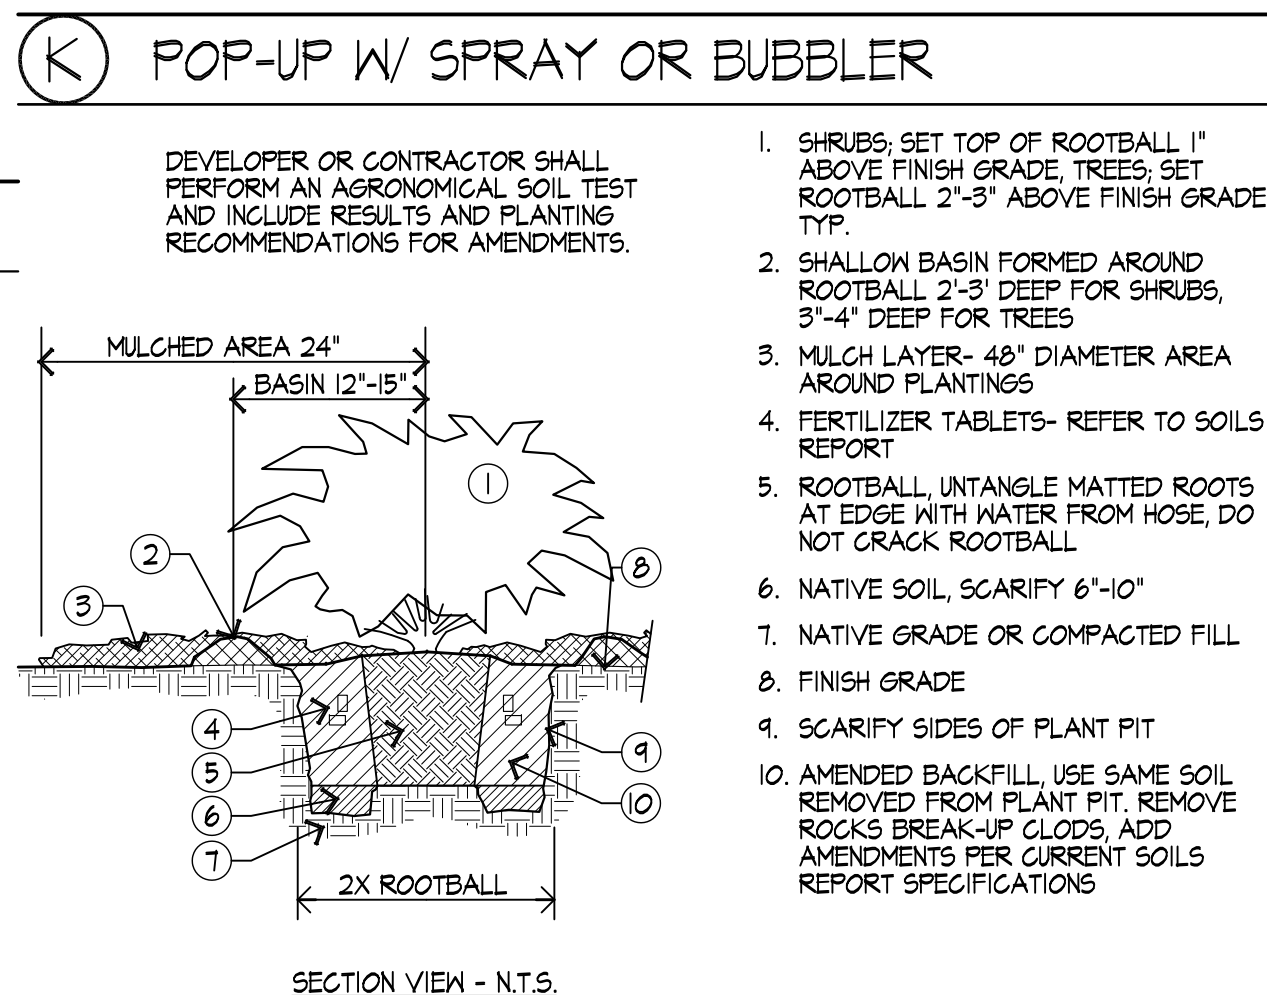 K POP-UP W/ SPRAY OR BUBBLER
DEVELOPER OR CONTRACTOR SHALL
PERFORM AN AGRONOMICAL SOIL TEST
AND INCLUDE RESULTS AND PLANTING
RECOMMENDATIONS FOR AMENDMENTS.
MULCHED AREA 24"
BASIN 12"-15"
1
2
3
8
4
5
6
7
9
10
2X ROOTBALL
SECTION VIEW - N.T.S.
1. SHRUBS; SET TOP OF ROOTBALL 1"
ABOVE FINISH GRADE, TREES; SET
ROOTBALL 2"-3" ABOVE FINISH GRADE
TYP.
2. SHALLOW BASIN FORMED AROUND
ROOTBALL 2'-3' DEEP FOR SHRUBS,
3"-4" DEEP FOR TREES
3. MULCH LAYER- 48" DIAMETER AREA
AROUND PLANTINGS
4. FERTILIZER TABLETS- REFER TO SOILS
REPORT
5. ROOTBALL, UNTANGLE MATTED ROOTS
AT EDGE WITH WATER FROM HOSE, DO
NOT CRACK ROOTBALL
6. NATIVE SOIL, SCARIFY 6"-10"
7. NATIVE GRADE OR COMPACTED FILL
8. FINISH GRADE
9. SCARIFY SIDES OF PLANT PIT
10. AMENDED BACKFILL, USE SAME SOIL
REMOVED FROM PLANT PIT. REMOVE
ROCKS BREAK-UP CLODS, ADD
AMENDMENTS PER CURRENT SOILS
REPORT SPECIFICATIONS